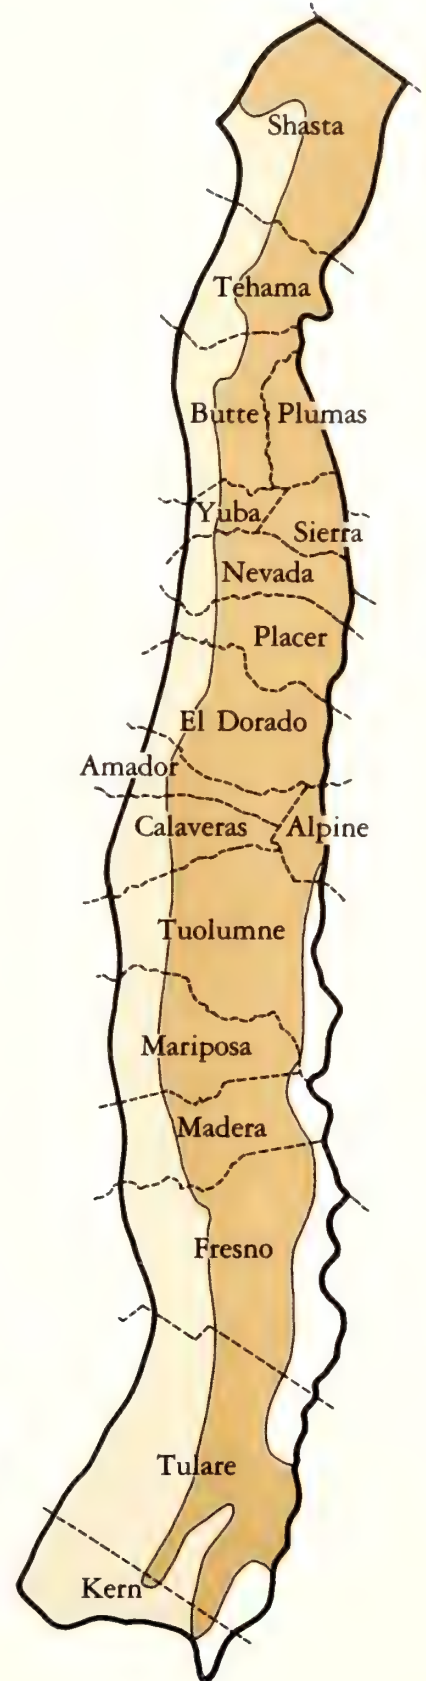 Shasta
Tehama
Butte Plumas
Yuba
Sierra
Nevada
Placer
El Dorado
Amador
Calaveras Alpine
Tuolumne
Mariposa
Madera
Fresno
Tulare
Kern